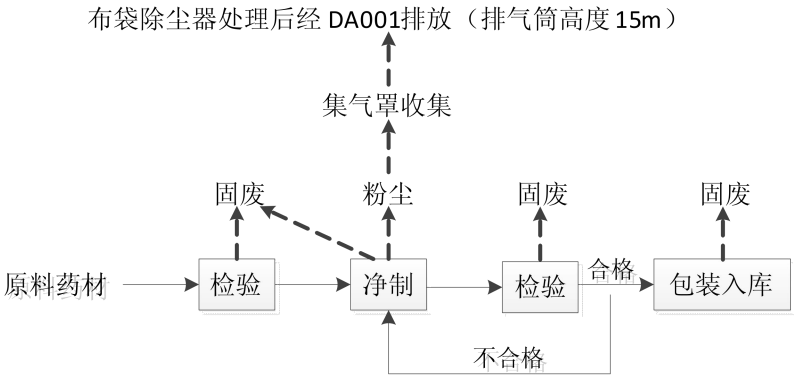 布袋除尘器处理后经 DA001排放（排气筒高度 15m）
集气罩收集
固废
粉尘
固废
固废
原料药材
检验
净制
检验
合格
包装入库
不合格